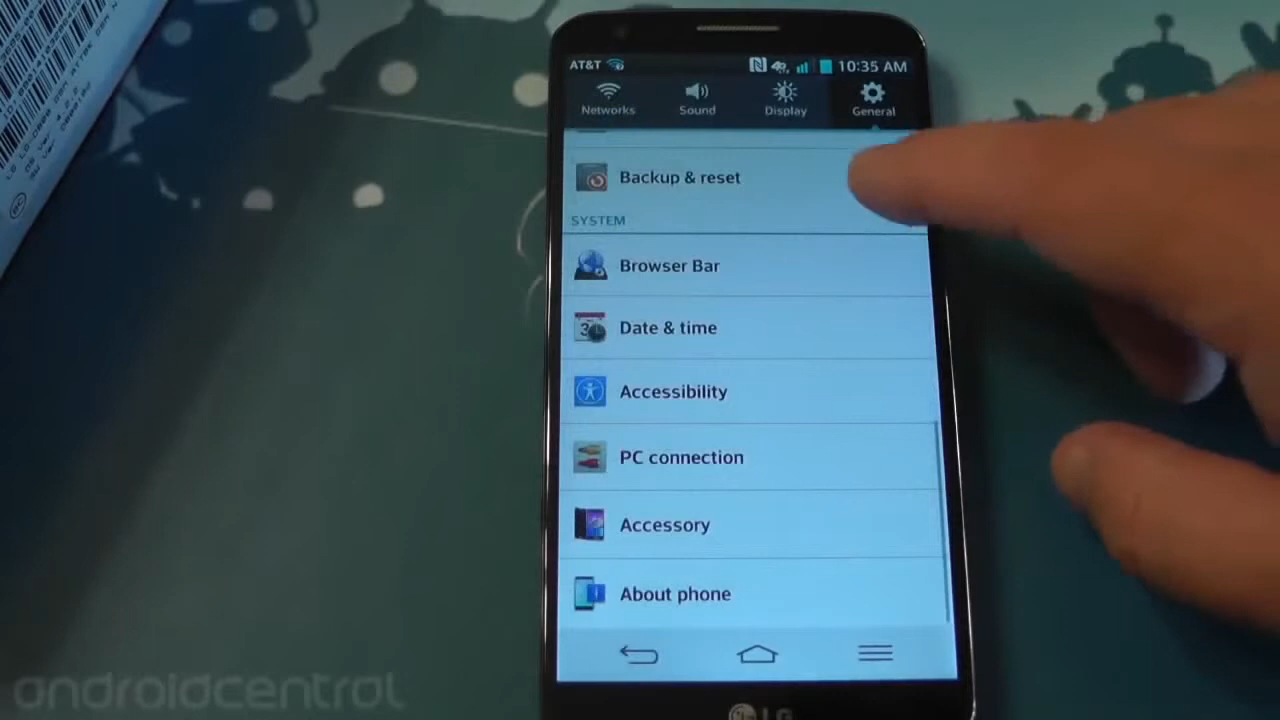 AT&T
10:35 AM
Networks
Sound
Display
General
Backup & reset
SYSTEM
Browser Bar
Date & time
Accessibility
PC connection
Accessory
About phone
LG
androidcentral